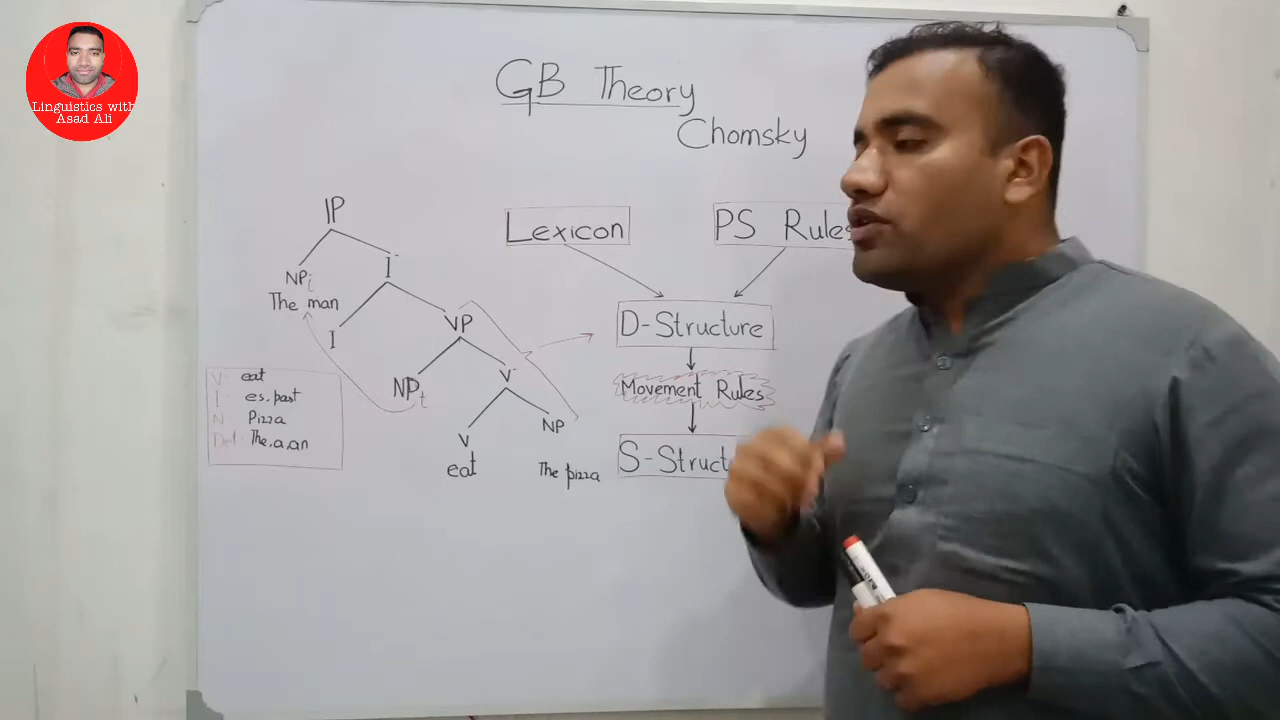 Linguistics with
Asad Ali
GB Theory
Chomsky
IP
NPi
The man
I-
I
VP
NPt
V-
V
eat
NP
The pizza
V: eat
I: es, past
N: Pizza
Det: The, a, an
Lexicon
PS Rules
D-Structure
Movement Rules
S-Struct